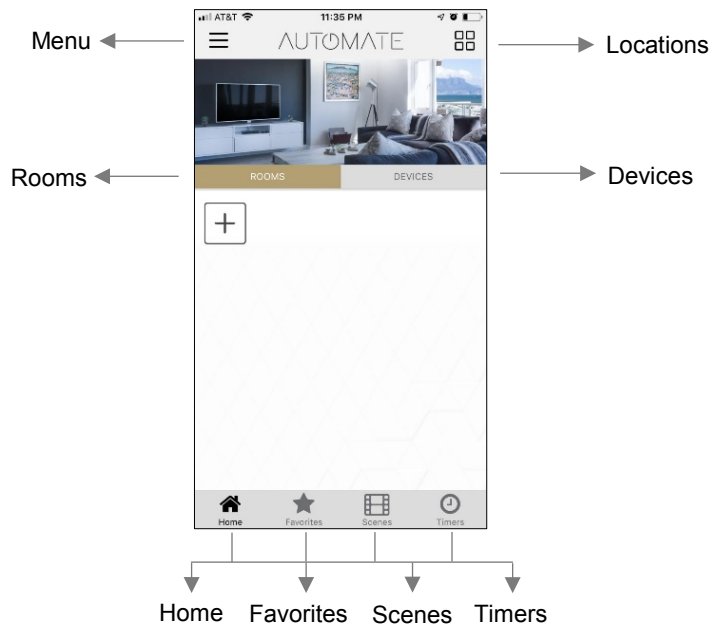 AT&T 11:35 PM
Menu
AUTOMATE
Locations
Rooms
ROOMS
DEVICES
Devices
Home Favorites Scenes Timers
Home Favorites Scenes Timers